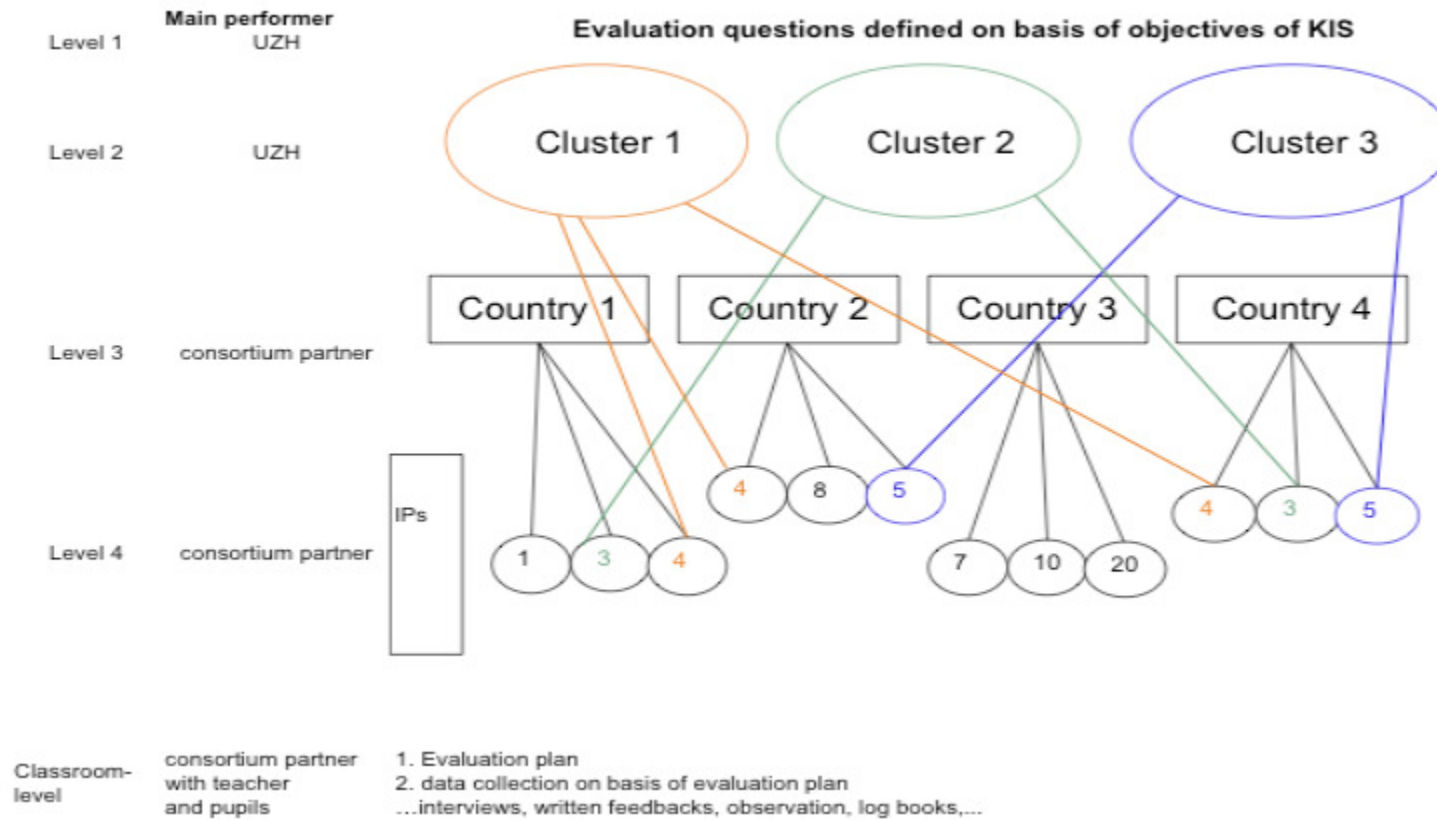 Main performer
Level 1 UZH
Evaluation questions defined on basis of objectives of KIS
Level 2 UZH
Cluster 1 Cluster 2 Cluster 3
Country 1 Country 2 Country 3 Country 4
Level 3 consortium partner
4 8 5
4 3 5
IPs
Level 4 consortium partner
1 3 4
7 10 20
Classroom-
level
consortium partner
with teacher
and pupils
1. Evaluation plan
2. data collection on basis of evaluation plan
...interviews, written feedbacks, observation, log books,...